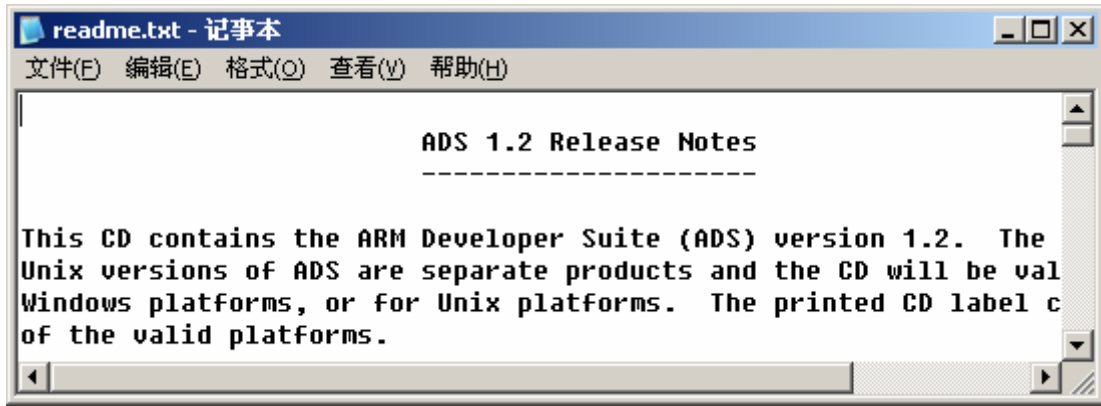 readme.txt - 记事本
文件(F) 编辑(E) 格式(O) 查看(V) 帮助(H)
ADS 1.2 Release Notes
---------------------
This CD contains the ARM Developer Suite (ADS) version 1.2.  The
Unix versions of ADS are separate products and the CD will be val
Windows platforms, or for Unix platforms.  The printed CD label c
of the valid platforms.